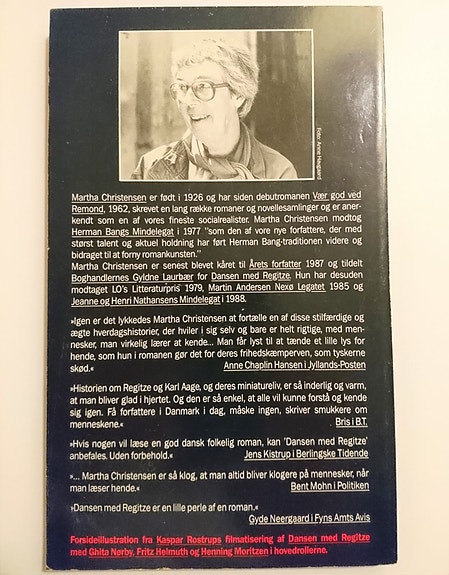 Foto: Anne Haugaard
Martha Christensen er født i 1926 og har siden debutromanen Vær god ved
Remond, 1962, skrevet en lang række romaner og novellesamlinger og er aner-
kendt som en af vores fineste socialrealister. Martha Christensen modtog
Herman Bangs Mindelegat i 1977 "som den af vore nye forfattere, der med
størst talent og aktuel holdning har ført Herman Bang-traditionen videre og
bidraget til at forny romankunsten."
Martha Christensen er senest blevet kåret til Årets forfatter 1987 og tildelt
Boghandlernes Gyldne Laurbær for Dansen med Regitze. Hun har desuden
modtaget LO's Litteraturpris 1979, Martin Andersen Nexø Legatet 1985 og
Jeanne og Henri Nathansens Mindelegat i 1988.
»Igen er det lykkedes Martha Christensen at fortælle en af disse stilfærdige og
ægte hverdagshistorier, der hviler i sig selv og bare er helt rigtige, med men-
nesker, man virkelig lærer at kende... Man får lyst til at tænde et lille lys for
hende, som hun i romanen gør det for deres frihedskæmperven, som tyskerne
skød.« Anne Chaplin Hansen i Jyllands-Posten
»Historien om Regitze og Karl Aage, og deres miniatureliv, er så inderlig og varm,
at man bliver glad i hjertet. Og den er så enkel, at alle vil kunne forstå og kende
sig igen. Få forfattere i Danmark i dag, måske ingen, skriver smukkere om
menneskene.« Bris i B.T.
»Hvis nogen vil læse en god dansk folkelig roman, kan 'Dansen med Regitze'
anbefales. Uden forbehold.« Jens Kistrup i Berlingske Tidende
»... Martha Christensen er så klog, at man altid bliver klogere på mennesker, når
man læser hende.« Bent Mohn i Politiken
»Dansen med Regitze er en lille perle af en roman.«
Gyde Neergaard i Fyns Amts Avis
Forsideillustration fra Kaspar Rostrups filmatisering af Dansen med Regitze
med Ghita Nørby, Fritz Helmuth og Henning Moritzen i hovedrollerne.